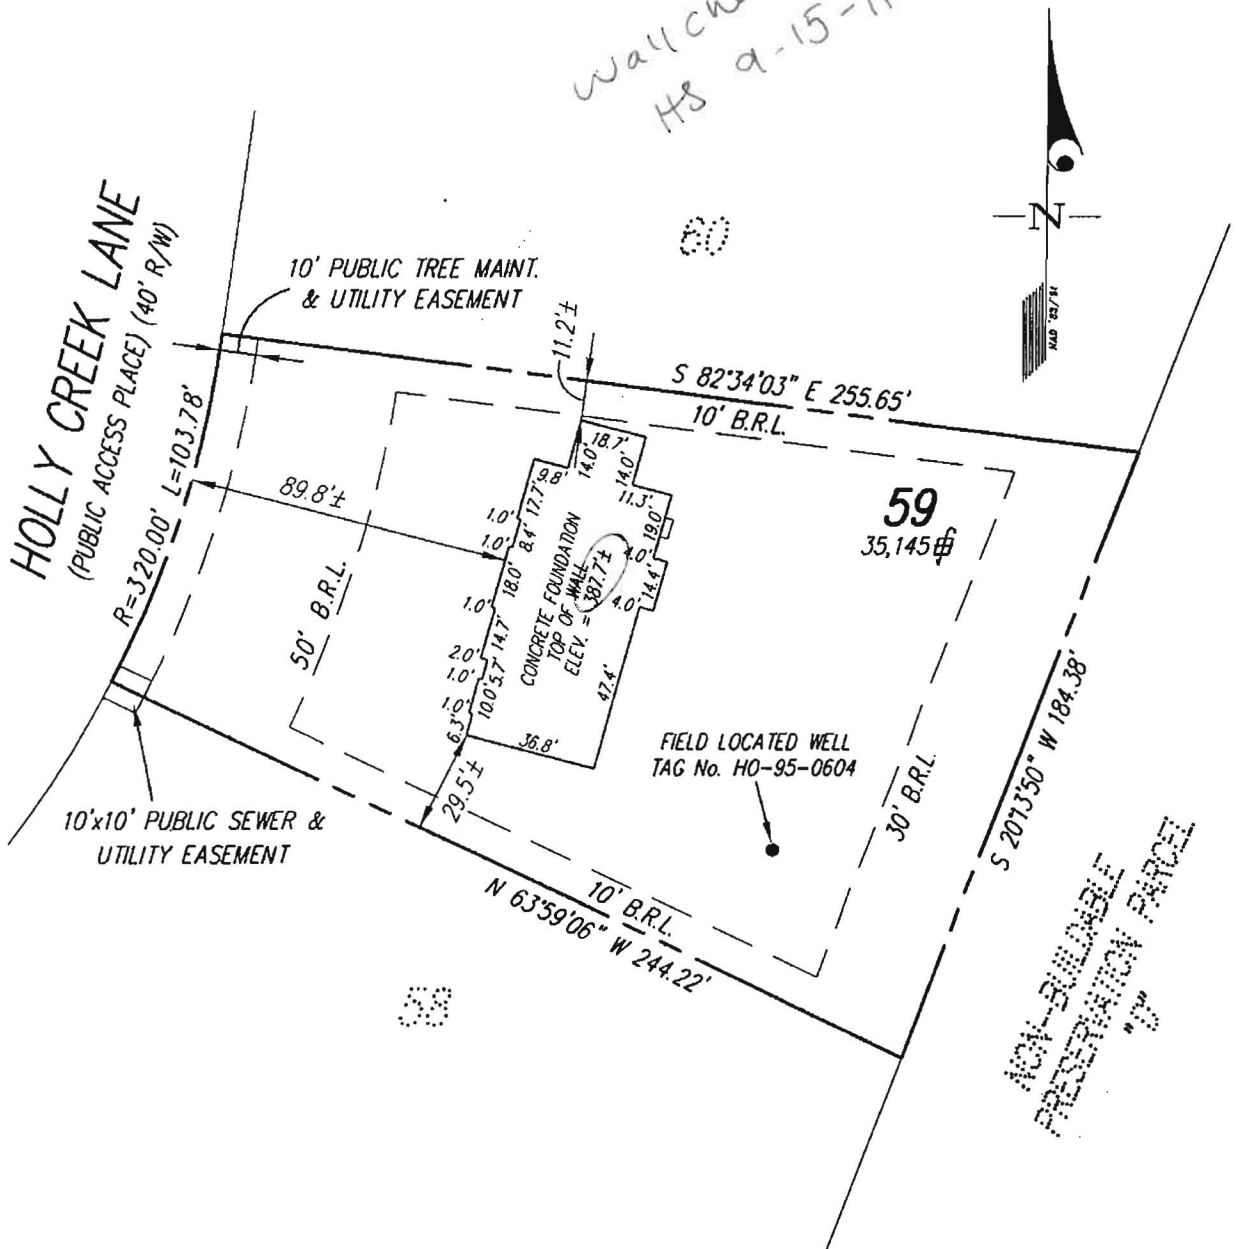 HS 9-15-1
60
N
NAD '83/'91
HOLLY CREEK LANE
(PUBLIC ACCESS PLACE) (40' R/W)
10' PUBLIC TREE MAINT.
& UTILITY EASEMENT
11.2'±
S 82°34'03" E 255.65'
10' B.R.L.
R=320.00' L=103.78'
89.8'±
50' B.R.L.
18.7'
14.0'
14.0'
9.8'
11.3'
17.7'
19.0'
1.0'
8.4'
1.0'
4.0'
18.0'
14.4'
1.0'
4.0'
14.7'
2.0'
5.7'
1.0'
10.0'
1.0'
6.3'
47.4'
36.8'
CONCRETE FOUNDATION
TOP OF WALL
ELEV. = 387.7'±
59
35,145
FIELD LOCATED WELL
TAG No. HO-95-0604
30' B.R.L.
S 20°13'50" W 184.38'
29.5'±
10'x10' PUBLIC SEWER &
UTILITY EASEMENT
10' B.R.L.
N 63°59'06" W 244.22'
58
NON-BUILDABLE
PRESERVATION PARCEL